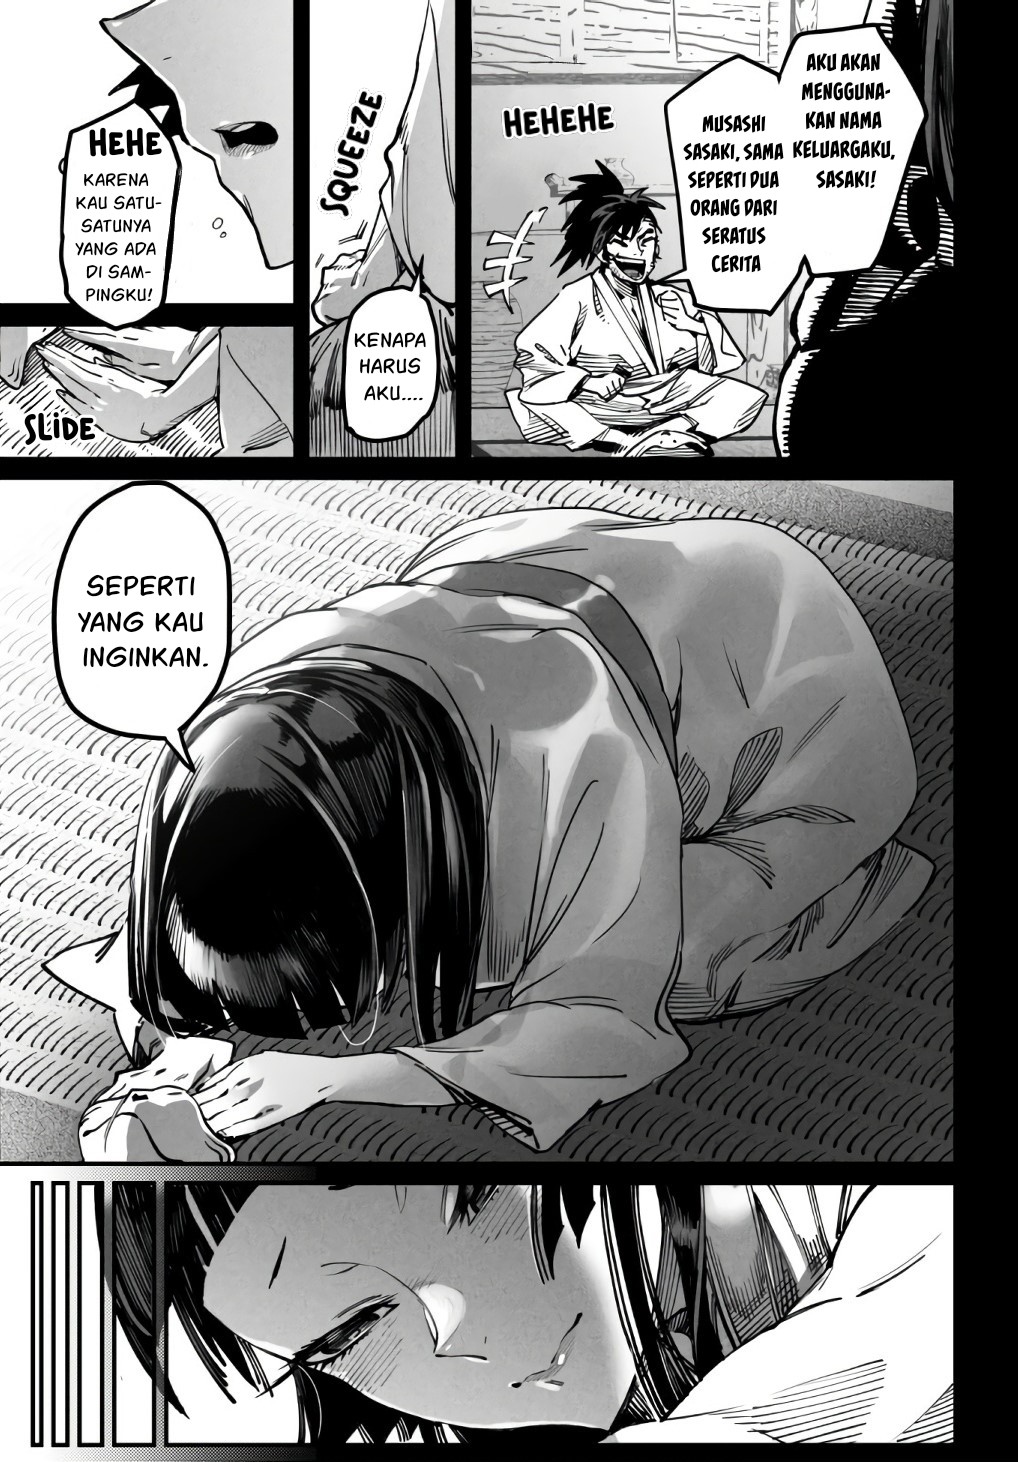 AKU AKAN
MENGGUNA-
KAN NAMA
KELUARGAKU,
SASAKI!
MUSASHI
SASAKI, SAMA
SEPERTI DUA
ORANG DARI
SERATUS
CERITA
HEHEHE
SQUEEZE
KENAPA
HARUS
AKU....
HEHE
KARENA
KAU SATU-
SATUNYA
YANG ADA
DI SAM-
PINGKU!
SLIDE
SEPERTI
YANG KAU
INGINKAN.